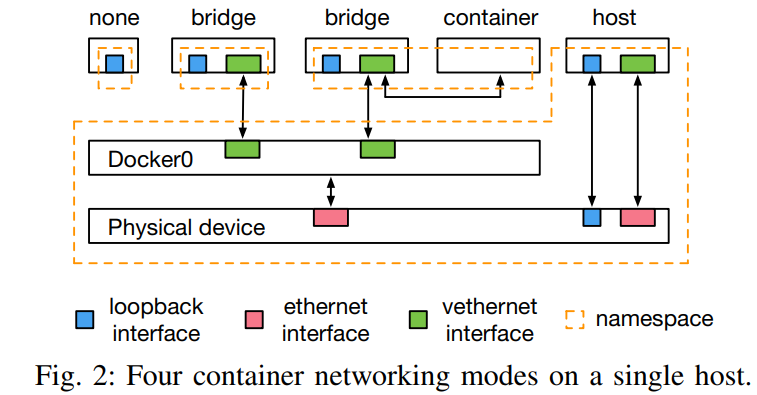 none bridge bridge container host
Docker0
Physical device
loopback interface
ethernet interface
vethernet interface
namespace
Fig. 2: Four container networking modes on a single host.